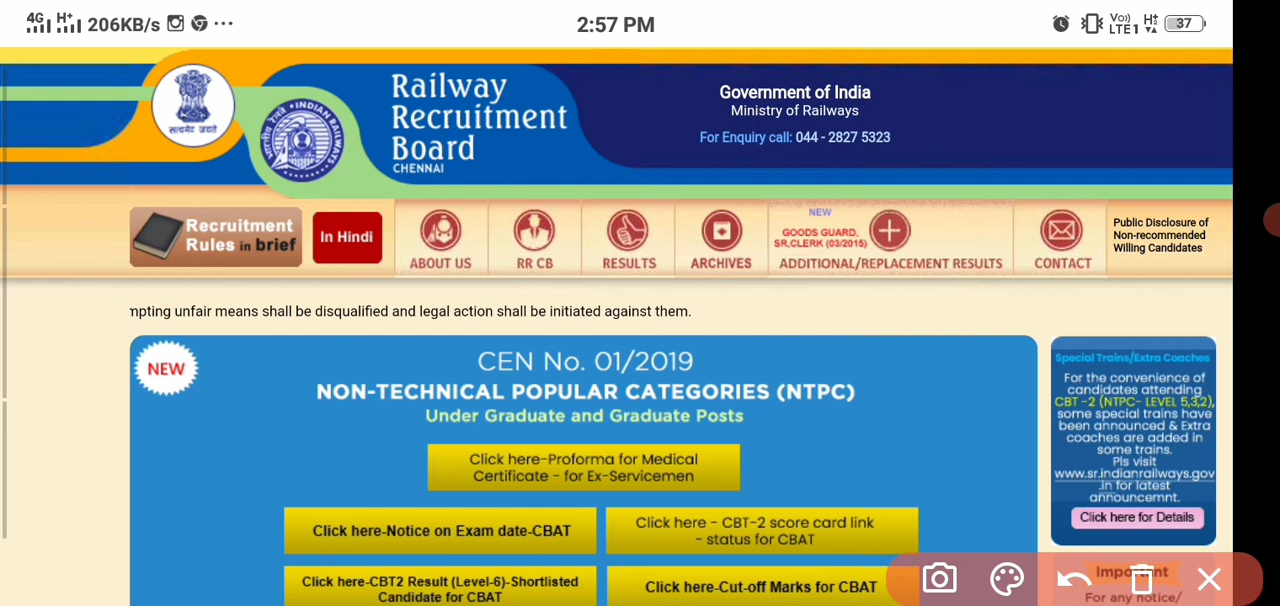 4G H+ 206KB/s ... 2:57 PM Vo)) LTE1 H+ 37
Railway
Recruitment
Board
CHENNAI
Government of India
Ministry of Railways
For Enquiry call: 044 - 2827 5323
सत्यमेव जयते
INDIAN RAILWAYS
भारतीय रेल
Recruitment
Rules in brief
In Hindi
ABOUT US
RR CB
RESULTS
ARCHIVES
NEW
GOODS GUARD,
SR.CLERK (03/2015)
ADDITIONAL/REPLACEMENT RESULTS
CONTACT
Public Disclosure of
Non-recommended
Willing Candidates
mpting unfair means shall be disqualified and legal action shall be initiated against them.
NEW
CEN No. 01/2019
NON-TECHNICAL POPULAR CATEGORIES (NTPC)
Under Graduate and Graduate Posts
Click here-Proforma for Medical
Certificate - for Ex-Servicemen
Click here-Notice on Exam date-CBAT
Click here - CBT-2 score card link
- status for CBAT
Click here-CBT2 Result (Level-6)-Shortlisted
Candidate for CBAT
Click here-Cut-off Marks for CBAT
Special Trains/Extra Coaches
For the convenience of
candidates attending
CBT -2 (NTPC- LEVEL 5,3,2),
some special trains have
been announced & Extra
coaches are added in
some trains.
Pls visit
www.sr.indianrailways.gov
.in for latest
announcemnt.
Click here for Details
Important
For any notice/